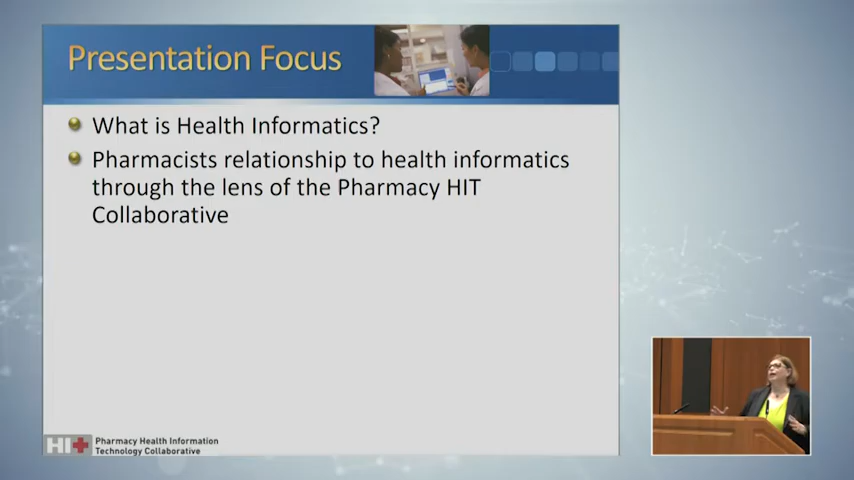 Presentation Focus
What is Health Informatics?
Pharmacists relationship to health informatics
through the lens of the Pharmacy HIT
Collaborative
HI+ Pharmacy Health Information
Technology Collaborative